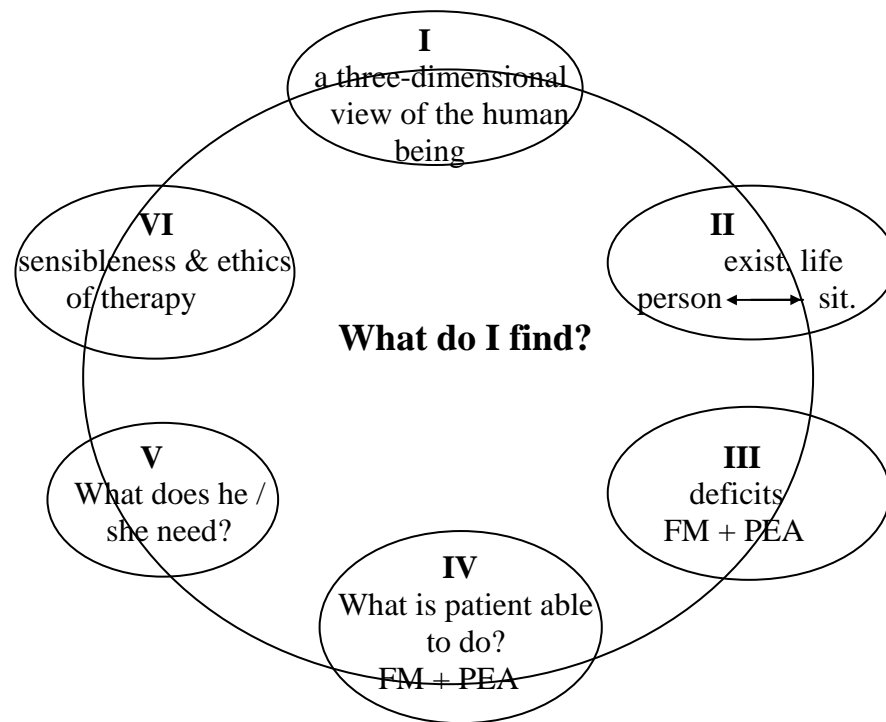 I
a three-dimensional
view of the human
being
II
exist. life
person sit.
III
deficits
FM + PEA
IV
What is patient able
to do?
FM + PEA
V
What does he /
she need?
VI
sensibleness & ethics
of therapy
What do I find?